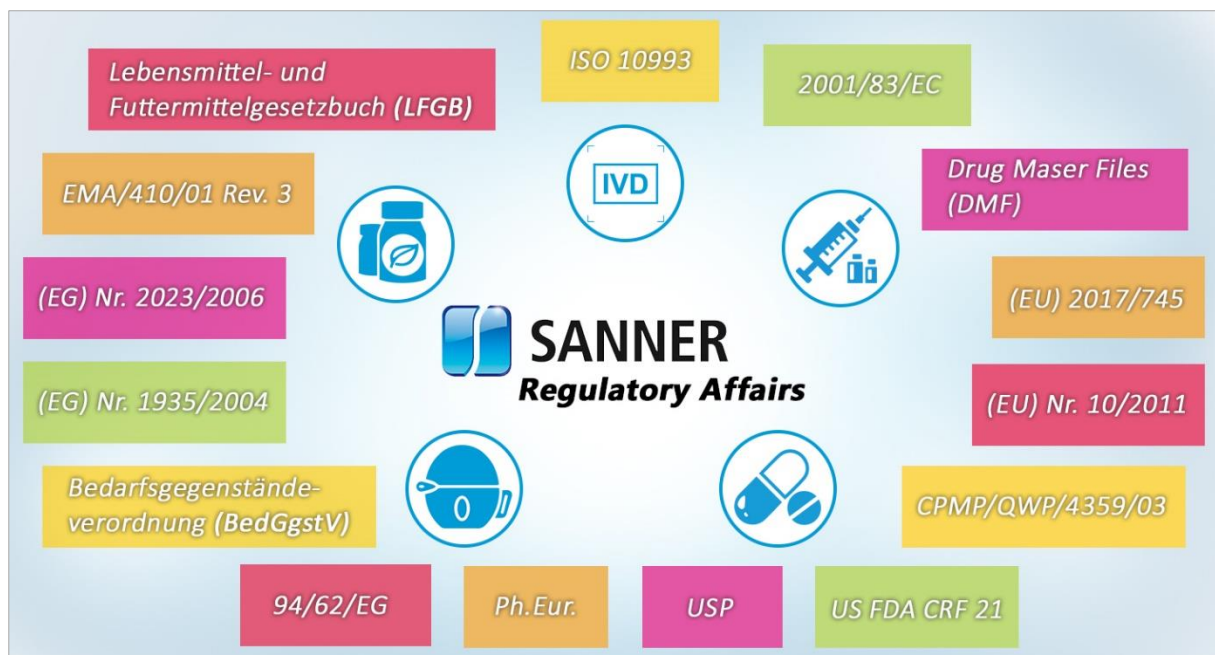 ISO 10993
Lebensmittel- und
Futtermittelgesetzbuch (LFGB)
2001/83/EC
EMA/410/01 Rev. 3
IVD
Drug Maser Files
(DMF)
(EG) Nr. 2023/2006
(EU) 2017/745
SANNER
Regulatory Affairs
(EG) Nr. 1935/2004
(EU) Nr. 10/2011
Bedarfsgegenstände-
verordnung (BedGgstV)
CPMP/QWP/4359/03
94/62/EG
Ph.Eur.
USP
US FDA CRF 21